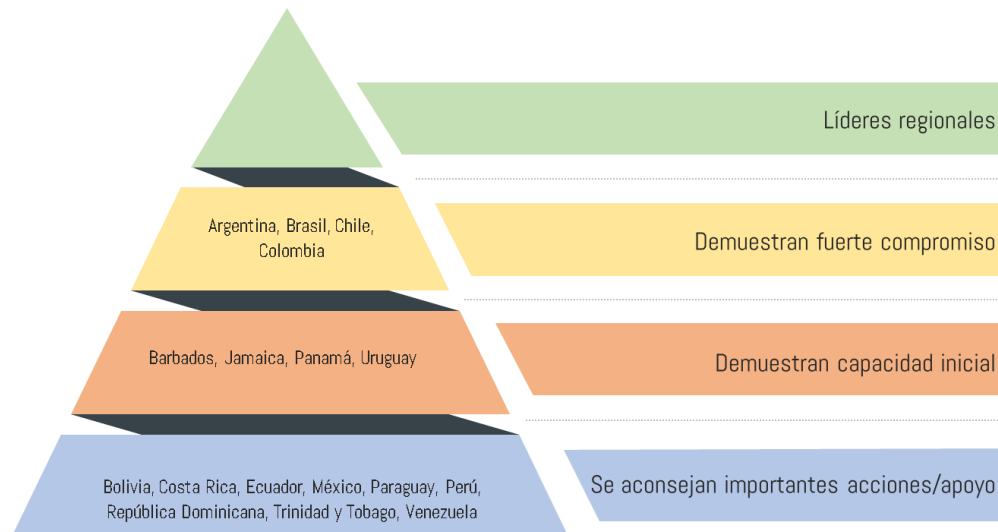 Líderes regionales
Argentina, Brasil, Chile,
Colombia
Demuestran fuerte compromiso
Barbados, Jamaica, Panamá, Uruguay
Demuestran capacidad inicial
Bolivia, Costa Rica, Ecuador, México, Paraguay, Perú,
República Dominicana, Trinidad y Tobago, Venezuela
Se aconsejan importantes acciones/apoyo